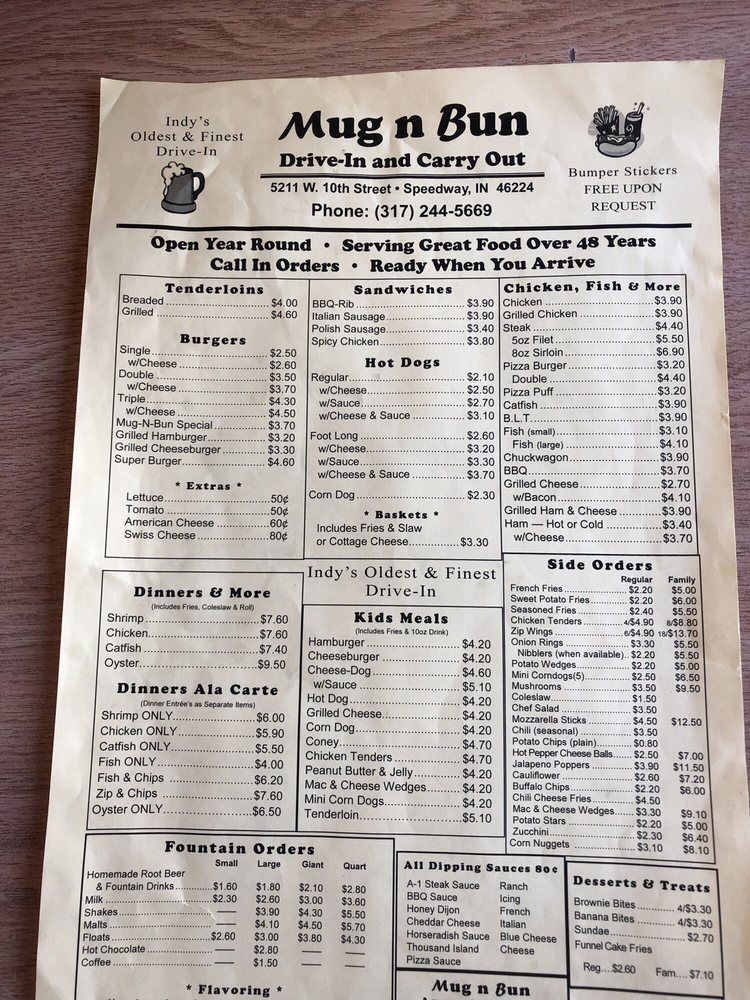 Indy's
Oldest & Finest
Drive-In
Mug n Bun
Drive-In and Carry Out
5211 W. 10th Street • Speedway, IN 46224
Phone: (317) 244-5669
Bumper Stickers
FREE UPON
REQUEST
Open Year Round • Serving Great Food Over 48 Years
Call In Orders • Ready When You Arrive
Tenderloins
Breaded ... $4.00
Grilled ... $4.60
Burgers
Single ... $2.50
w/Cheese ... $2.60
Double ... $3.50
w/Cheese ... $3.70
Triple ... $4.30
w/Cheese ... $4.50
Mug-N-Bun Special ... $3.70
Grilled Hamburger ... $3.20
Grilled Cheeseburger ... $3.30
Super Burger ... $4.60
* Extras *
Lettuce ... 50¢
Tomato ... 50¢
American Cheese ... 60¢
Swiss Cheese ... 80¢
Sandwiches
BBQ-Rib ... $3.90
Italian Sausage ... $3.90
Polish Sausage ... $3.40
Spicy Chicken ... $3.80
Hot Dogs
Regular ... $2.10
w/Cheese ... $2.50
w/Sauce ... $2.70
w/Cheese & Sauce ... $3.10
Foot Long ... $2.60
w/Cheese ... $3.20
w/Sauce ... $3.30
w/Cheese & Sauce ... $3.70
Corn Dog ... $2.30
* Baskets *
Includes Fries & Slaw
or Cottage Cheese ... $3.30
Chicken, Fish & More
Chicken ... $3.90
Grilled Chicken ... $3.90
Steak ... $4.40
5oz Filet ... $5.50
8oz Sirloin ... $6.90
Pizza Burger ... $3.20
Double ... $4.40
Pizza Puff ... $3.20
Catfish ... $3.90
B.L.T. ... $3.90
Fish (small) ... $3.10
Fish (large) ... $4.10
Chuckwagon ... $3.90
BBQ ... $3.70
Grilled Cheese ... $2.70
w/Bacon ... $4.10
Grilled Ham & Cheese ... $3.90
Ham — Hot or Cold ... $3.40
w/Cheese ... $3.70
Dinners & More
(Includes Fries, Coleslaw & Roll)
Shrimp ... $7.60
Chicken ... $7.60
Catfish ... $7.40
Oyster ... $9.50
Dinners Ala Carte
(Dinner Entrée's as Separate Items)
Shrimp ONLY ... $6.00
Chicken ONLY ... $5.90
Catfish ONLY ... $5.50
Fish ONLY ... $4.00
Fish & Chips ... $6.20
Zip & Chips ... $7.60
Oyster ONLY ... $6.50
Indy's Oldest & Finest
Drive-In
Kids Meals
(Includes Fries & 10oz Drink)
Hamburger ... $4.20
Cheeseburger ... $4.20
Cheese-Dog ... $4.60
w/Sauce ... $5.10
Hot Dog ... $4.20
Grilled Cheese ... $4.20
Corn Dog ... $4.20
Coney ... $4.70
Chicken Tenders ... $4.70
Peanut Butter & Jelly ... $4.20
Mac & Cheese Wedges ... $4.20
Mini Corn Dogs ... $4.20
Tenderloin ... $5.10
Side Orders
Regular Family
French Fries ... $2.20 $5.00
Sweet Potato Fries ... $2.20 $6.00
Seasoned Fries ... $2.40 $5.50
Chicken Tenders ... 4/$4.90 8/$8.80
Zip Wings ... 6/$4.90 18/$13.70
Onion Rings ... $3.30 $5.50
Nibblers (when available) .. $2.20 $5.50
Potato Wedges ... $2.20 $5.00
Mini Corndogs(5) ... $2.50 $6.50
Mushrooms ... $3.50 $9.50
Coleslaw ... $1.50
Chef Salad ... $3.50
Mozzarella Sticks ... $4.50 $12.50
Chili (seasonal) ... $3.50
Potato Chips (plain) ... $0.80
Hot Pepper Cheese Balls ... $2.50 $7.00
Jalapeno Poppers ... $3.90 $11.50
Cauliflower ... $2.60 $7.20
Buffalo Chips ... $2.20 $6.00
Chili Cheese Fries ... $4.50
Mac & Cheese Wedges ... $3.30 $9.10
Potato Stars ... $2.20 $5.00
Zucchini ... $2.30 $6.40
Corn Nuggets ... $3.10 $8.10
Fountain Orders
Small Large Giant Quart
Homemade Root Beer
& Fountain Drinks ... $1.60 $1.80 $2.10 $2.80
Milk ... $2.30 $2.60 $3.00 $3.60
Shakes ... — $3.90 $4.30 $5.50
Malts ... — $4.10 $4.50 $5.70
Floats ... $2.60 $3.00 $3.80 $4.30
Hot Chocolate ... — $2.80 — —
Coffee ... — $1.50 — —
* Flavoring *
All Dipping Sauces 80¢
A-1 Steak Sauce Ranch
BBQ Sauce Icing
Honey Dijon French
Cheddar Cheese Italian
Horseradish Sauce Blue Cheese
Thousand Island Cheese
Pizza Sauce
Mug n Bun
Desserts & Treats
Brownie Bites ... 4/$3.30
Banana Bites ... 4/$3.30
Sundae ... $2.70
Funnel Cake Fries
Reg....$2.60 Fam....$7.10